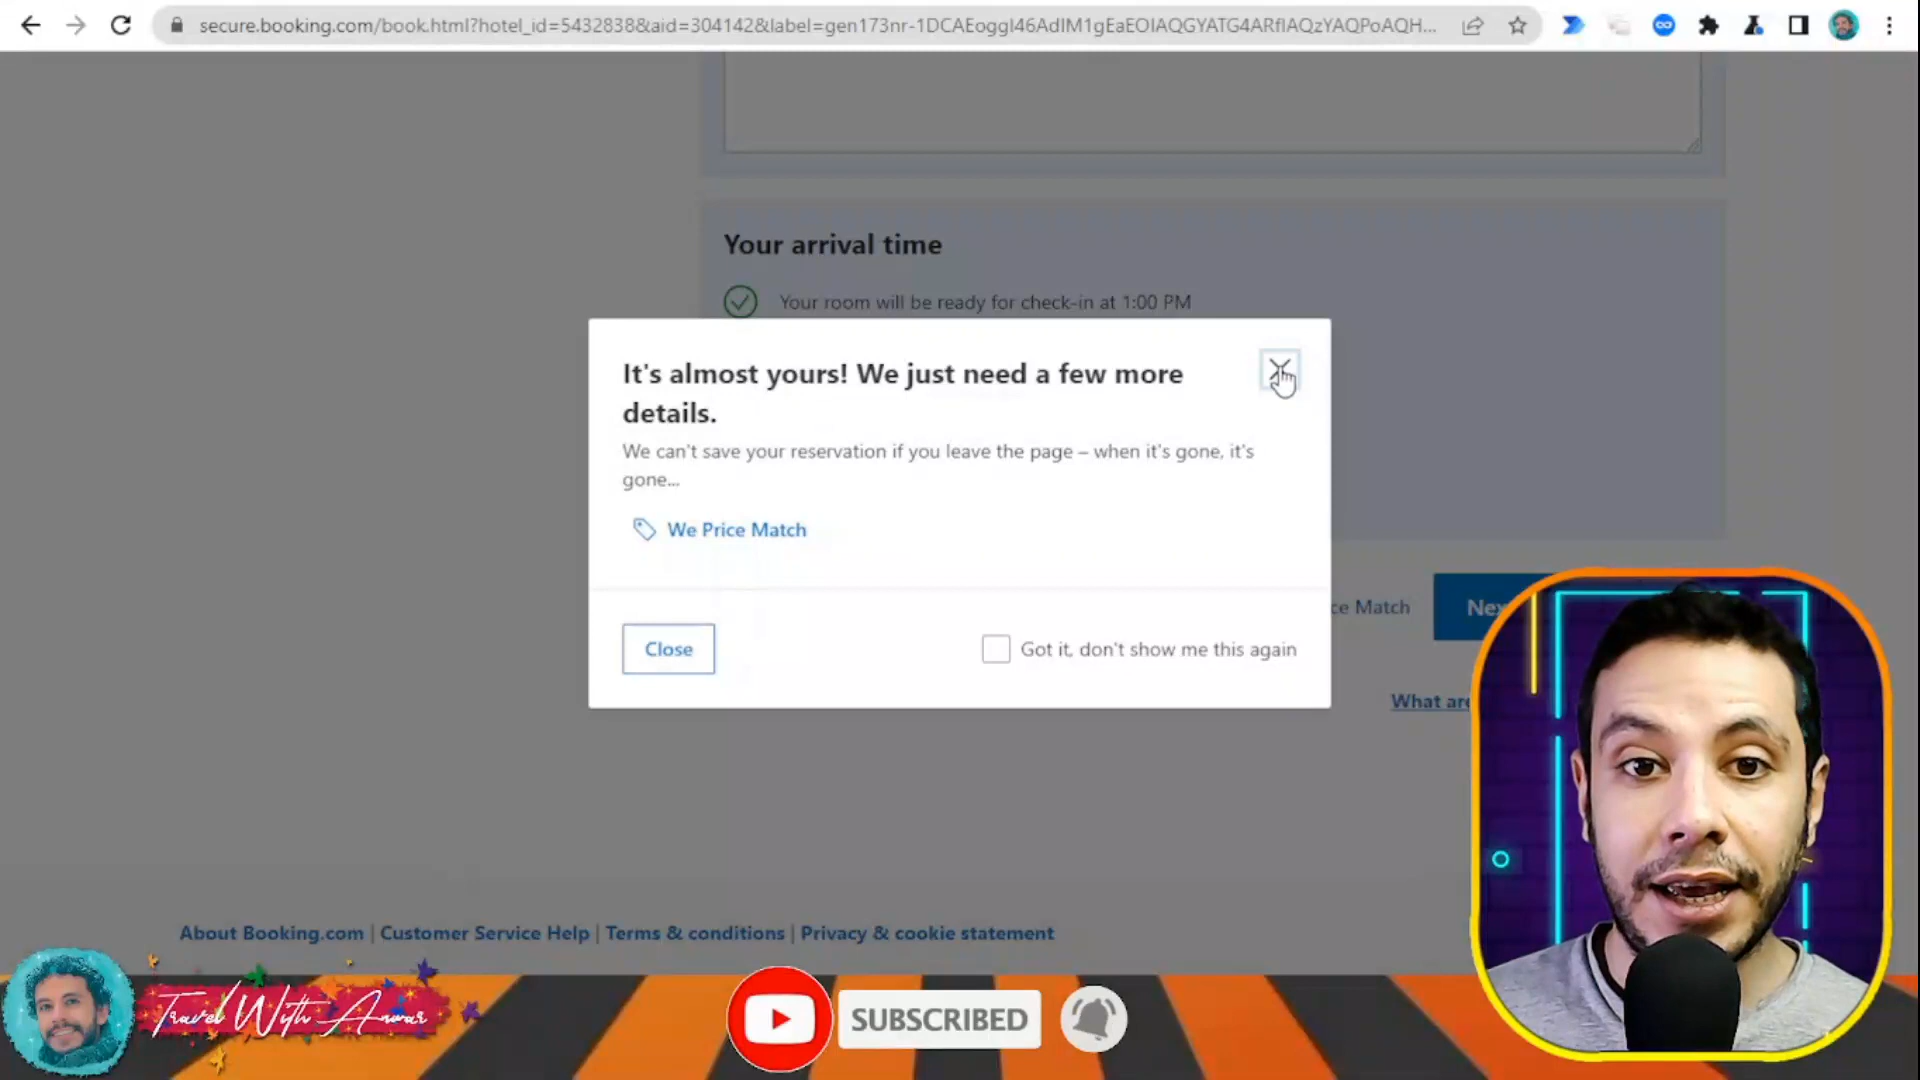 secure.booking.com/book.html?hotel_id=5432838&aid=304142&label=gen173nr-1DCAEoggI46AdIM1gEaEOIAQGYATG4ARfIAQzYAQPoAQH...
Your arrival time
Your room will be ready for check-in at 1:00 PM
It's almost yours! We just need a few more
details.
We can't save your reservation if you leave the page – when it's gone, it's
gone...
We Price Match
Close
Got it, don't show me this again
ce Match
Nex
What are
About Booking.com | Customer Service Help | Terms & conditions | Privacy & cookie statement
Travel With Anwar
SUBSCRIBED